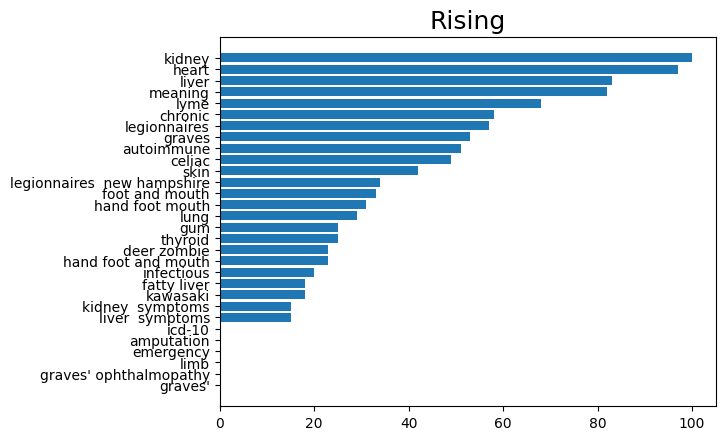 Rising
kidney
heart
liver
meaning
lyme
chronic
legionnaires
graves
autoimmune
celiac
skin
legionnaires  new hampshire
foot and mouth
hand foot mouth
lung
gum
thyroid
deer zombie
hand foot and mouth
infectious
fatty liver
kawasaki
kidney  symptoms
liver  symptoms
icd-10
amputation
emergency
limb
graves' ophthalmopathy
graves'
0 20 40 60 80 100